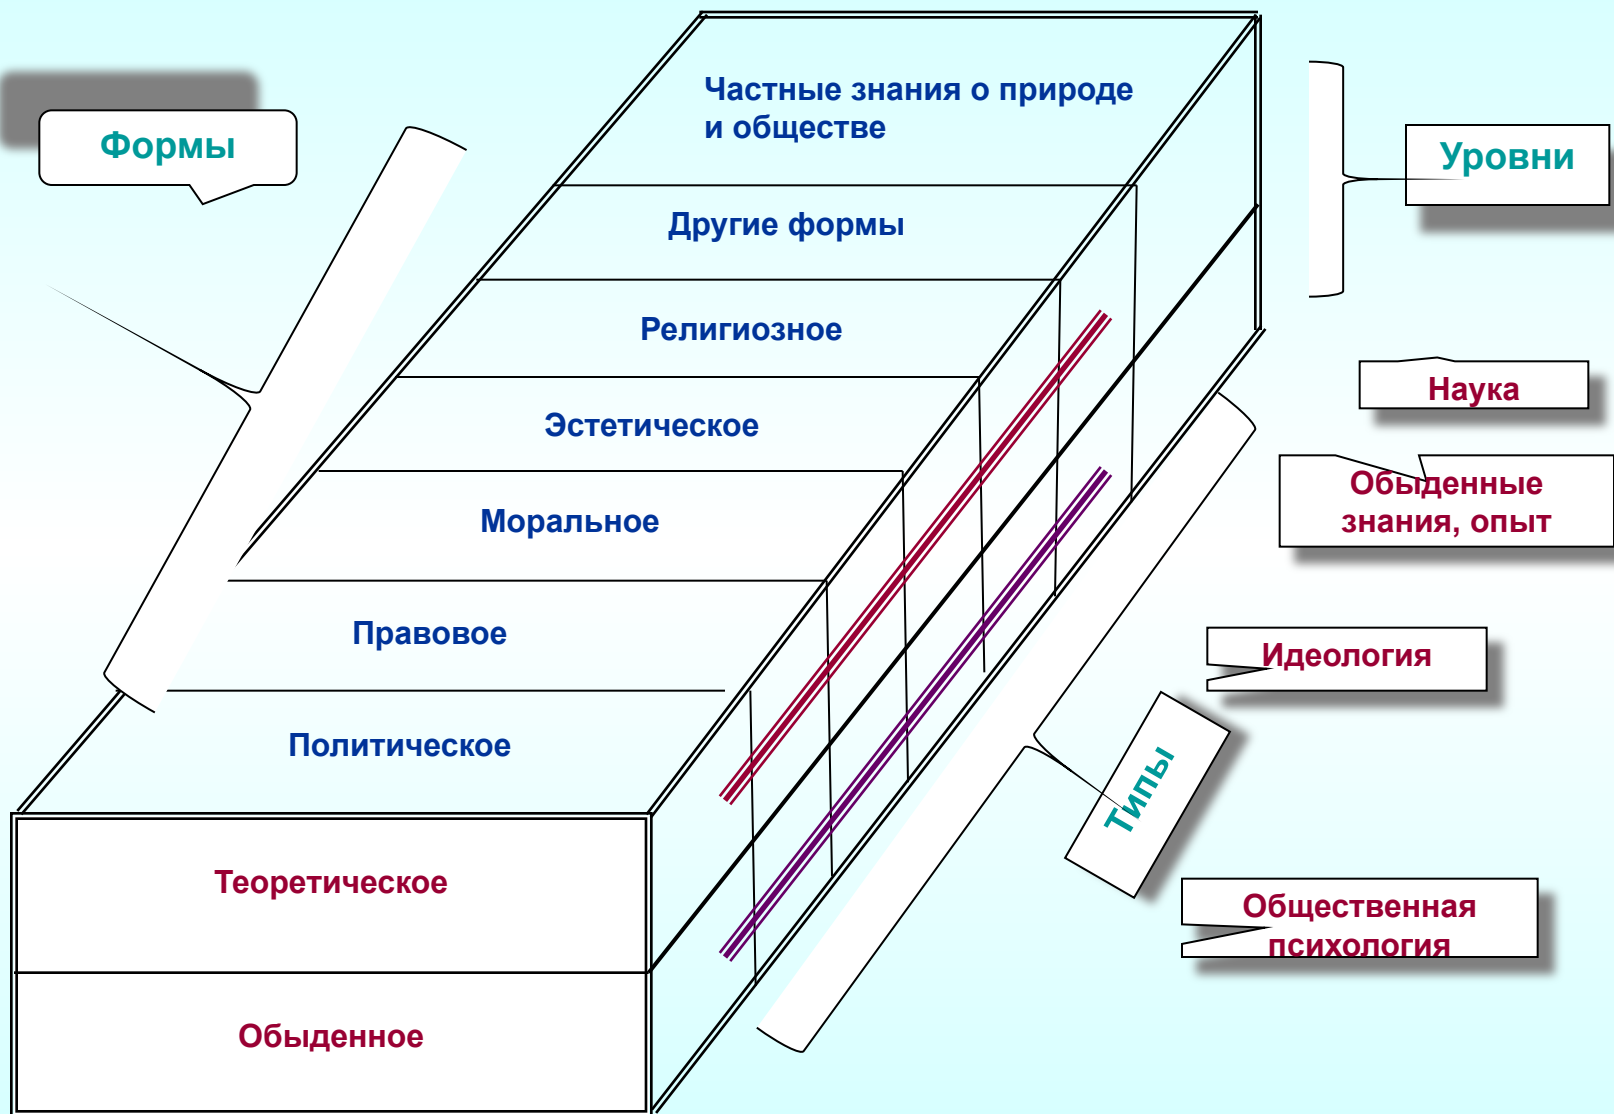 Частные знания о природе
и обществе
Формы
Уровни
Другие формы
Религиозное
Наука
Эстетическое
Обыденные
знания, опыт
Моральное
Правовое
Идеология
Политическое
Типы
Теоретическое
Общественная
психология
Обыденное